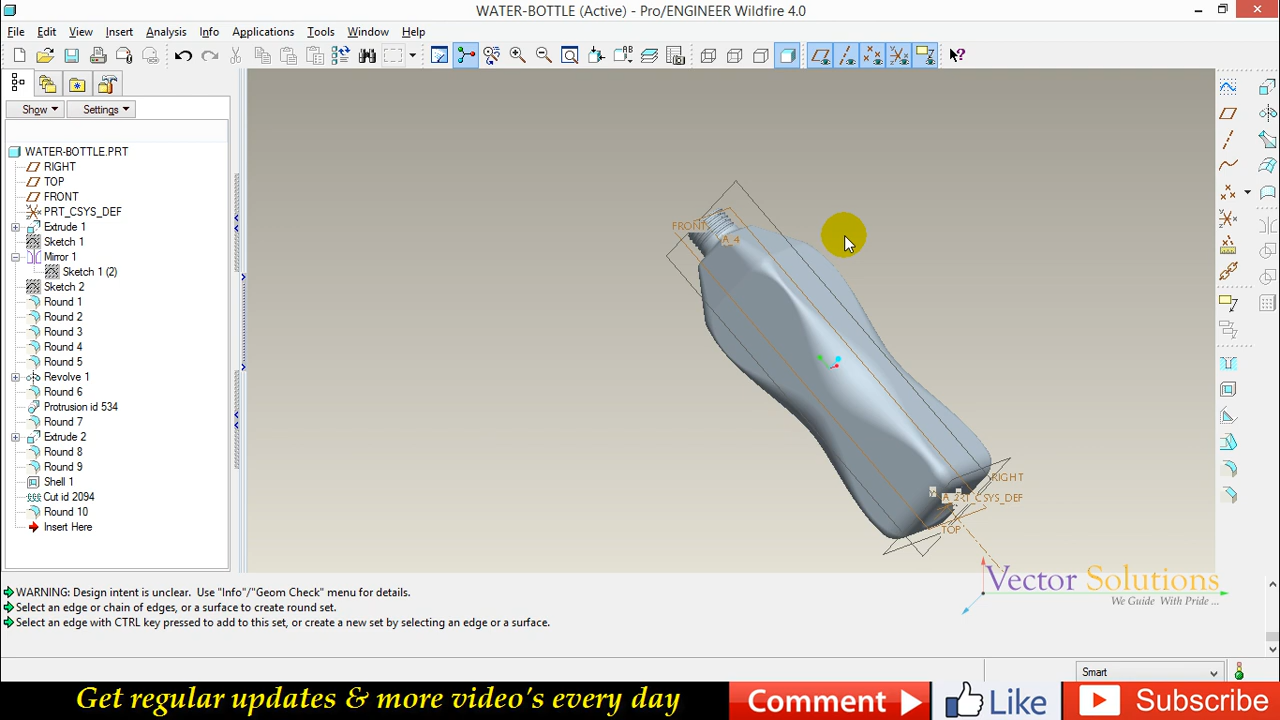 WATER-BOTTLE (Active) - Pro/ENGINEER Wildfire 4.0
File Edit View Insert Analysis Info Applications Tools Window Help
Show Settings
WATER-BOTTLE.PRT
RIGHT
TOP
FRONT
PRT_CSYS_DEF
Extrude 1
Sketch 1
Mirror 1
Sketch 1 (2)
Sketch 2
Round 1
Round 2
Round 3
Round 4
Round 5
Revolve 1
Round 6
Protrusion id 534
Round 7
Extrude 2
Round 8
Round 9
Shell 1
Cut id 2094
Round 10
Insert Here
FRONT
A_4
RIGHT
A_2
CSYS_DEF
TOP
Vector Solutions
We Guide With Pride ...
WARNING: Design intent is unclear. Use "Info"/"Geom Check" menu for details.
Select an edge or chain of edges, or a surface to create round set.
Select an edge with CTRL key pressed to add to this set, or create a new set by selecting an edge or a surface.
Smart
Get regular updates & more video's every day
Comment
Like
Subscribe